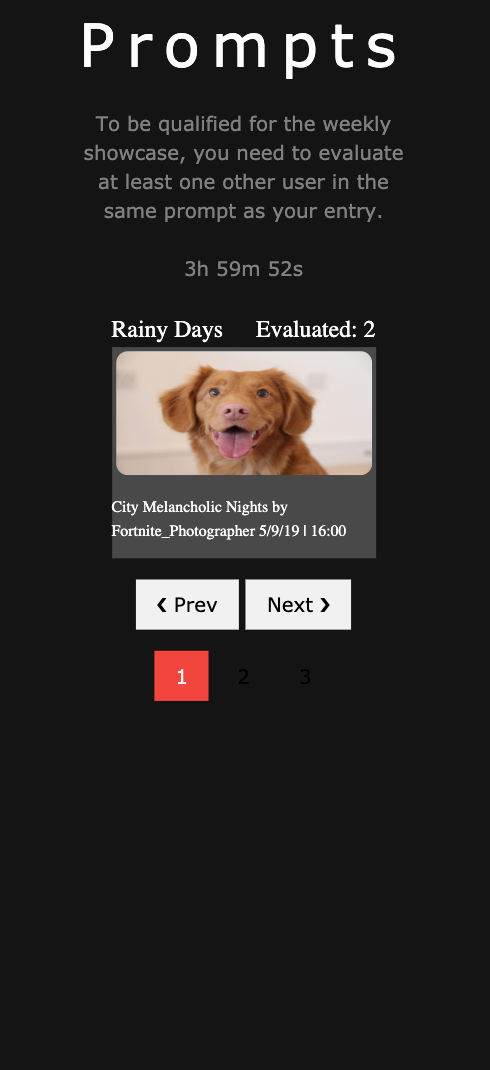 Prompts
To be qualified for the weekly
showcase, you need to evaluate
at least one other user in the
same prompt as your entry.
3h 59m 52s
Rainy Days Evaluated: 2
City Melancholic Nights by
Fortnite_Photographer 5/9/19 | 16:00
❮ Prev Next ❯
1 2 3